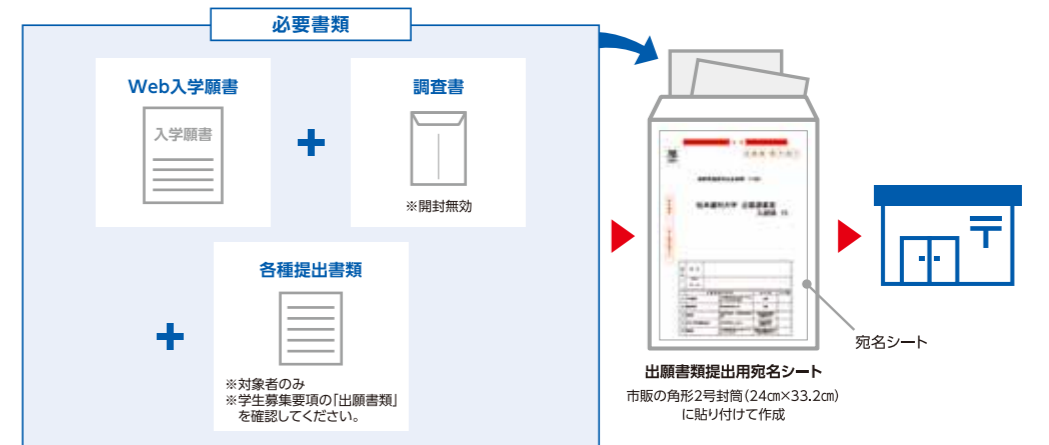 必要書類
Web入学願書
入学願書
調査書
※開封無効
各種提出書類
※対象者のみ
※学生募集要項の「出願書類」
を確認してください。
宛名シート
出願書類提出用宛名シート
市販の角形2号封筒(24㎝×33.2㎝)
に貼り付けて作成